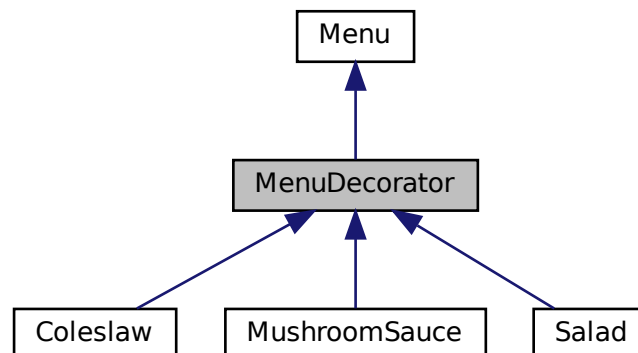 Menu
MenuDecorator
Coleslaw
MushroomSauce
Salad